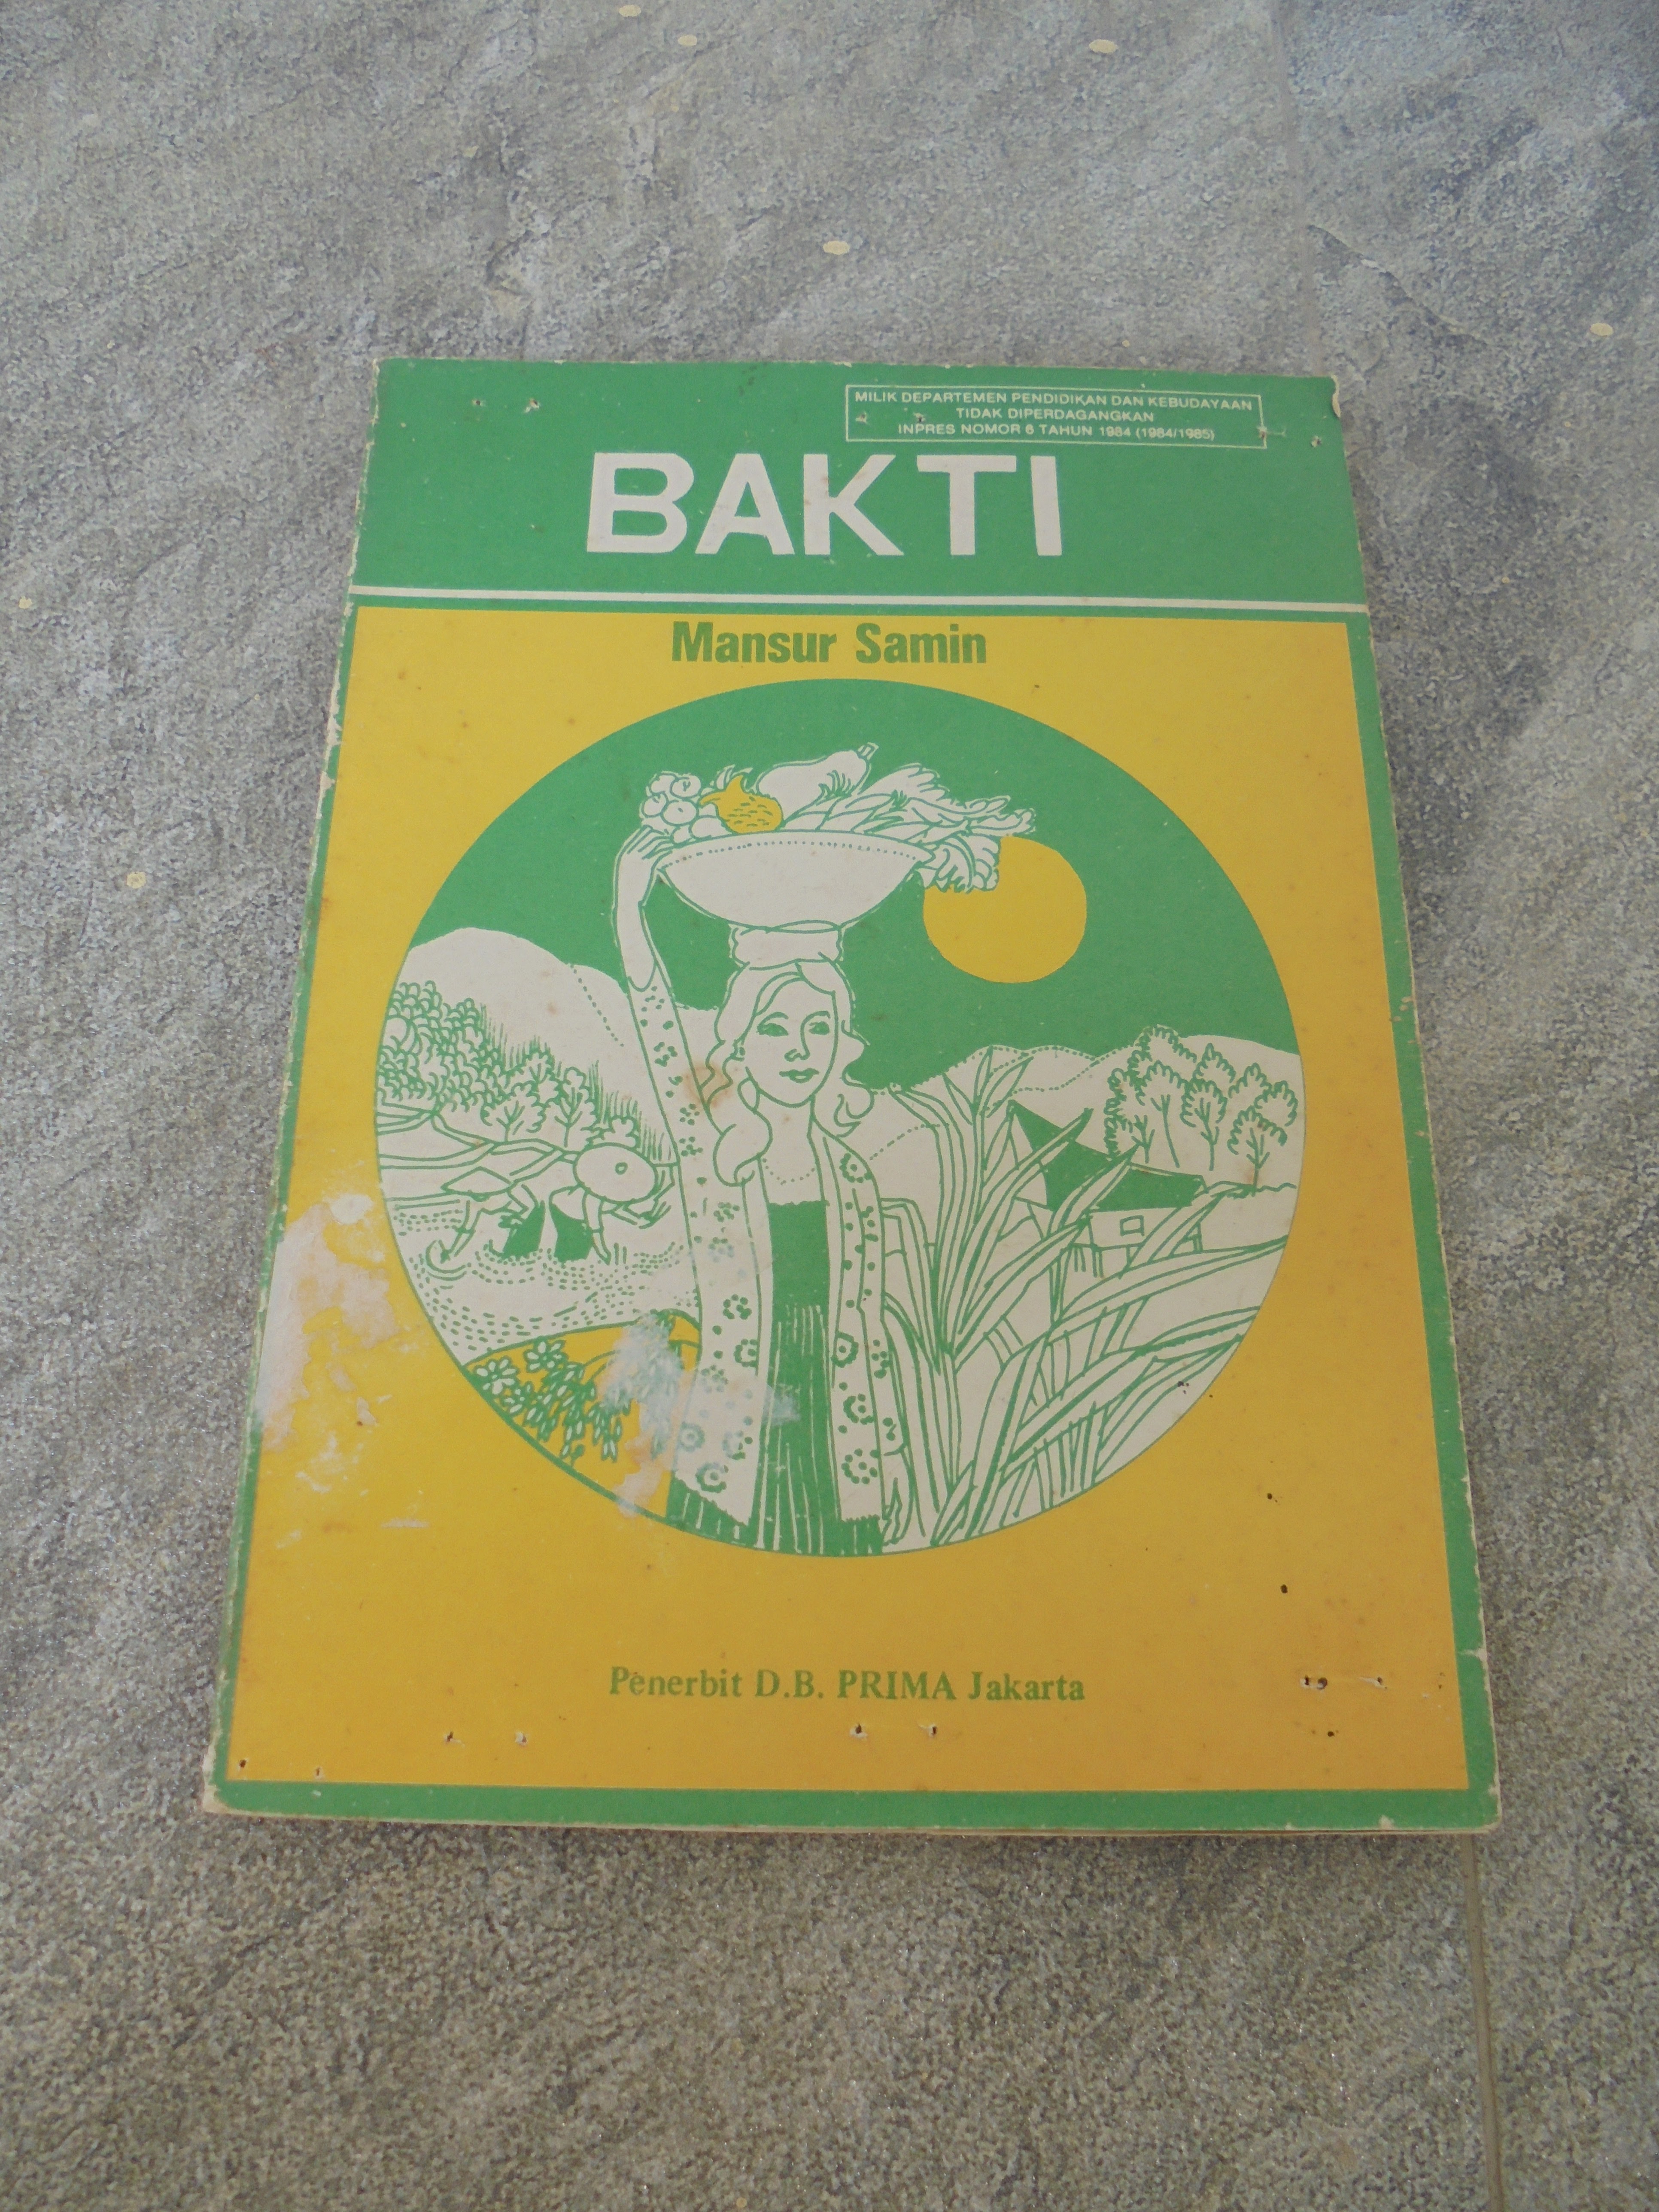 MILIK DEPARTEMEN PENDIDIKAN DAN KEBUDAYAAN
TIDAK DIPERDAGANGKAN
INPRES NOMOR 6 TAHUN 1984 (1984/1985)
BAKTI
Mansur Samin
Penerbit D.B. PRIMA Jakarta